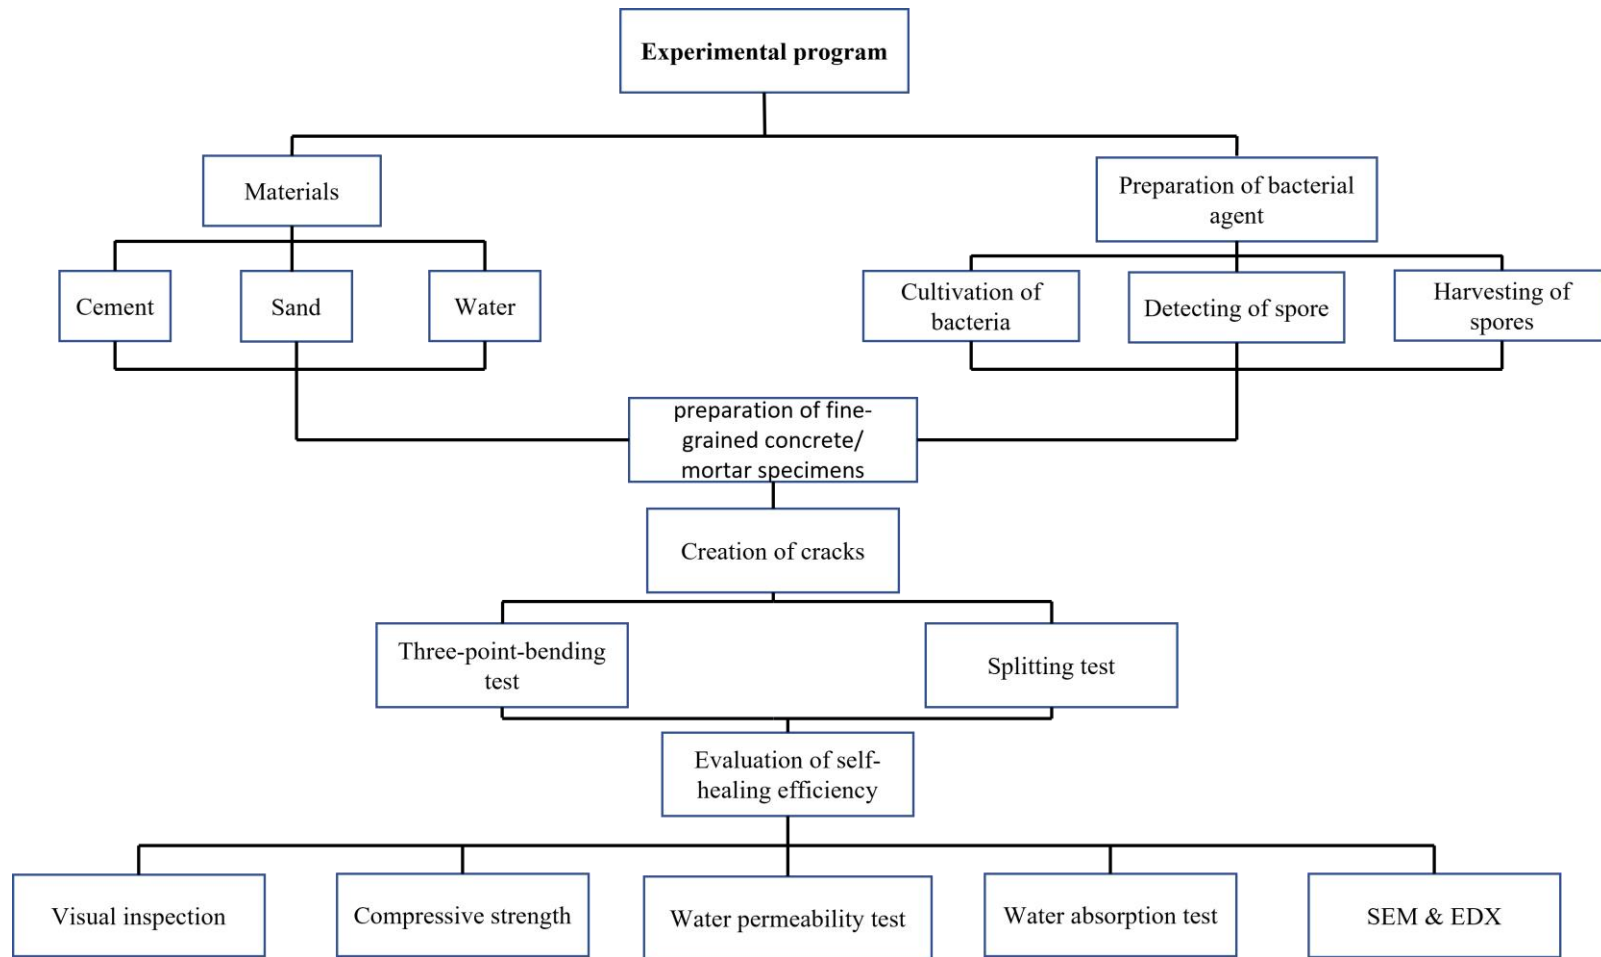 Experimental program
Materials
Preparation of bacterial
agent
Cement
Sand
Water
Cultivation of
bacteria
Detecting of spore
Harvesting of
spores
preparation of fine-
grained concrete/
mortar specimens
Creation of cracks
Three-point-bending
test
Splitting test
Evaluation of self-
healing efficiency
Visual inspection
Compressive strength
Water permeability test
Water absorption test
SEM & EDX